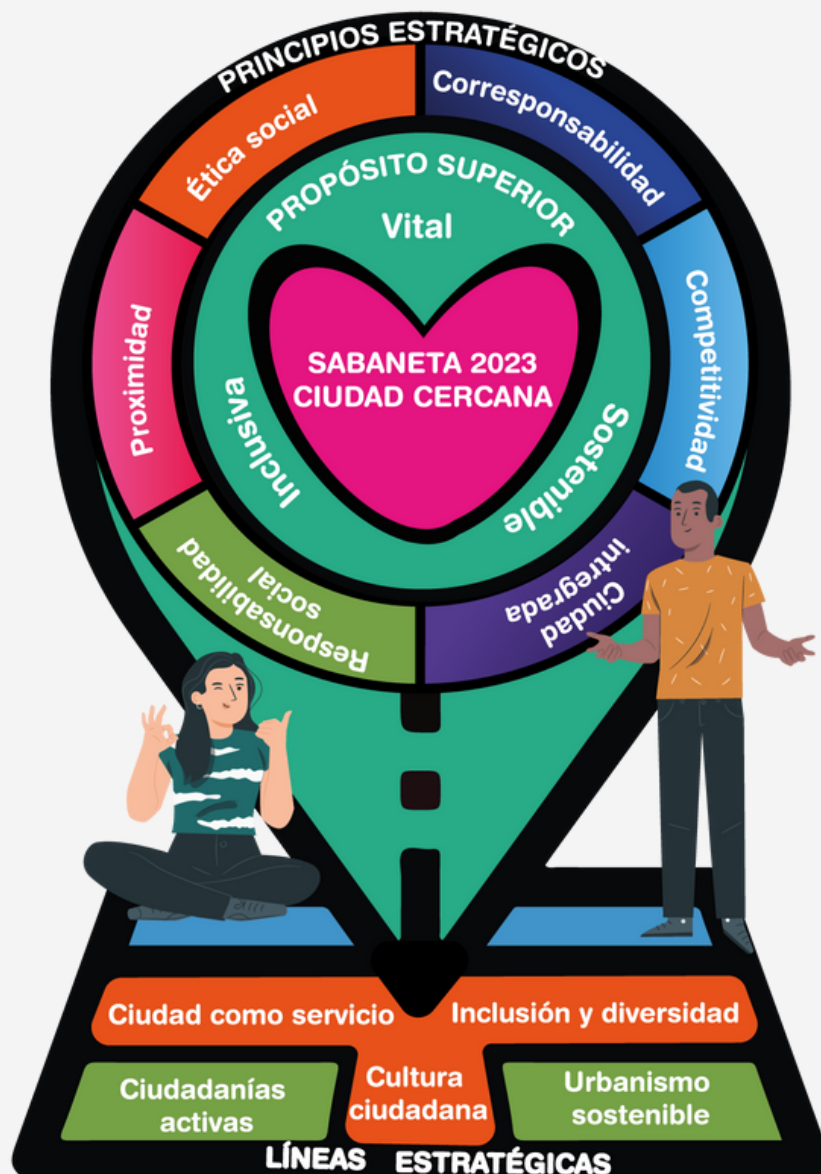 PRINCIPIOS ESTRATÉGICOS
Ética social
Corresponsabilidad
Proximidad
Competitividad
Responsabilidad
social
Ciudad
intregrada
PROPÓSITO SUPERIOR
Vital
Inclusiva
Sostenible
SABANETA 2023
CIUDAD CERCANA
Ciudad como servicio
Inclusión y diversidad
Ciudadanías
activas
Cultura
ciudadana
Urbanismo
sostenible
LÍNEAS ESTRATÉGICAS